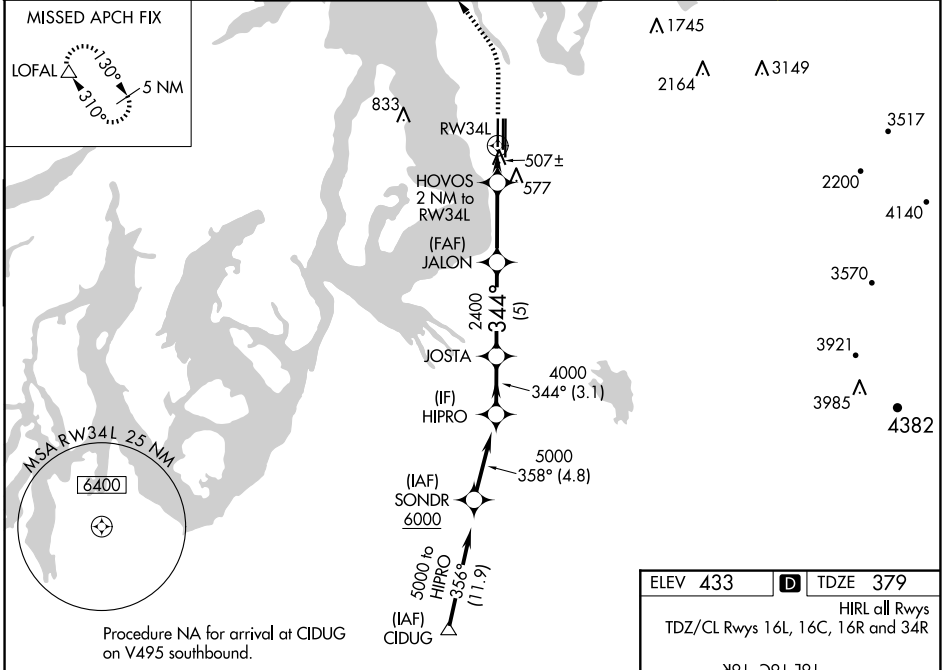 MISSED APCH FIX
LOFAL
130°
310°
5 NM
1745
2164
3149
833
3517
RW34L
507±
2200
HOVOS
2 NM to
RW34L
577
4140
(FAF)
JALON
3570
2400
344°
(5)
3921
JOSTA
4000
344° (3.1)
3985
(IF)
HIPRO
4382
MSA RW34L 25 NM
6400
5000
358° (4.8)
(IAF)
SONDR
6000
5000 to
HIPRO
356°
(11.9)
(IAF)
CIDUG
Procedure NA for arrival at CIDUG
on V495 southbound.
ELEV 433 D TDZE 379
HIRL all Rwys
TDZ/CL Rwys 16L, 16C, 16R and 34R